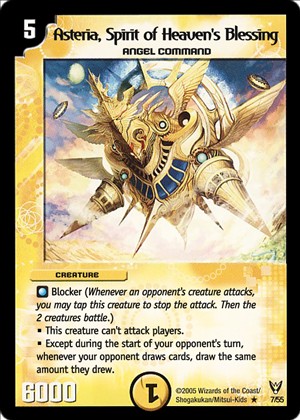 5
Asteria, Spirit of Heaven's Blessing
ANGEL COMMAND
CREATURE
Blocker (Whenever an opponent's creature attacks,
you may tap this creature to stop the attack. Then the
2 creatures battle.)
• This creature can't attack players.
• Except during the start of your opponent's turn,
whenever your opponent draws cards, draw the same
amount they drew.
6000
1
©2005 Wizards of the Coast/
Shogakukan/Mitsui-Kids ★ 7/55